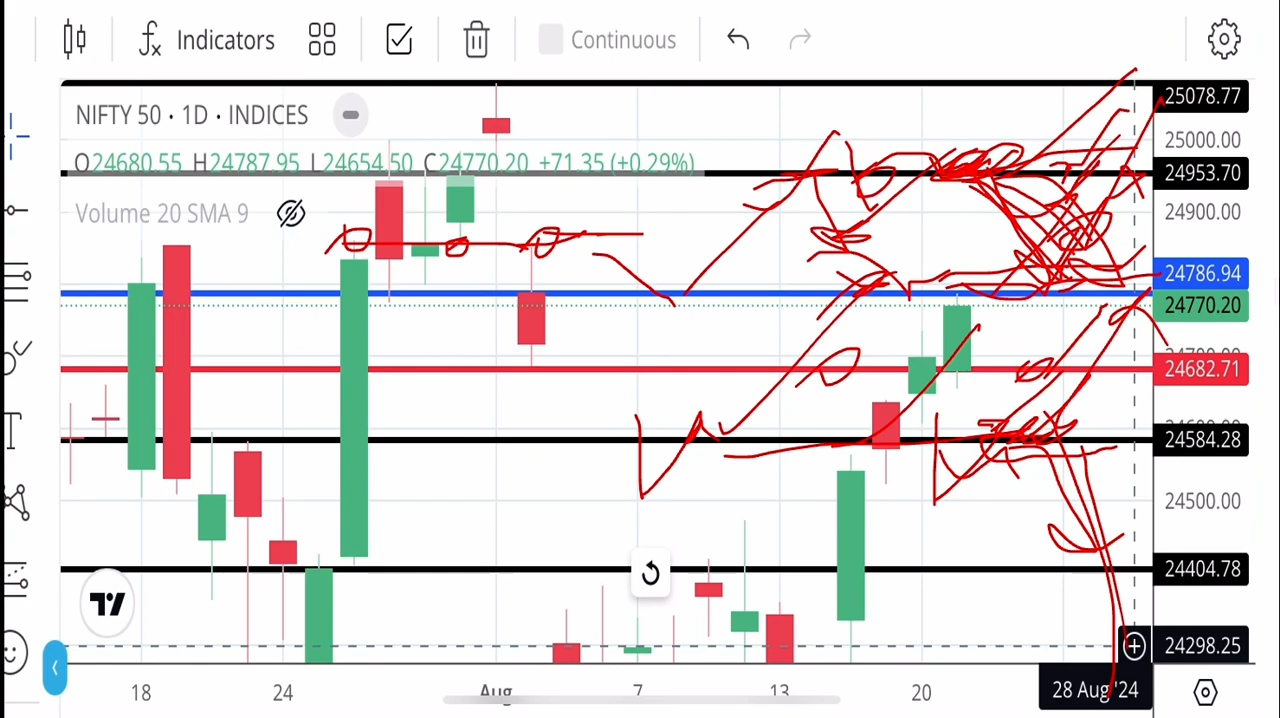 Indicators Continuous
NIFTY 50 · 1D · INDICES
O24680.55 H24787.95 L24654.50 C24770.20 +71.35 (+0.29%)
Volume 20 SMA 9
25078.77
25000.00
24953.70
24900.00
24786.94
24770.20
24682.71
24584.28
24500.00
24404.78
24298.25
18 24 Aug 7 13 20 28 Aug '24